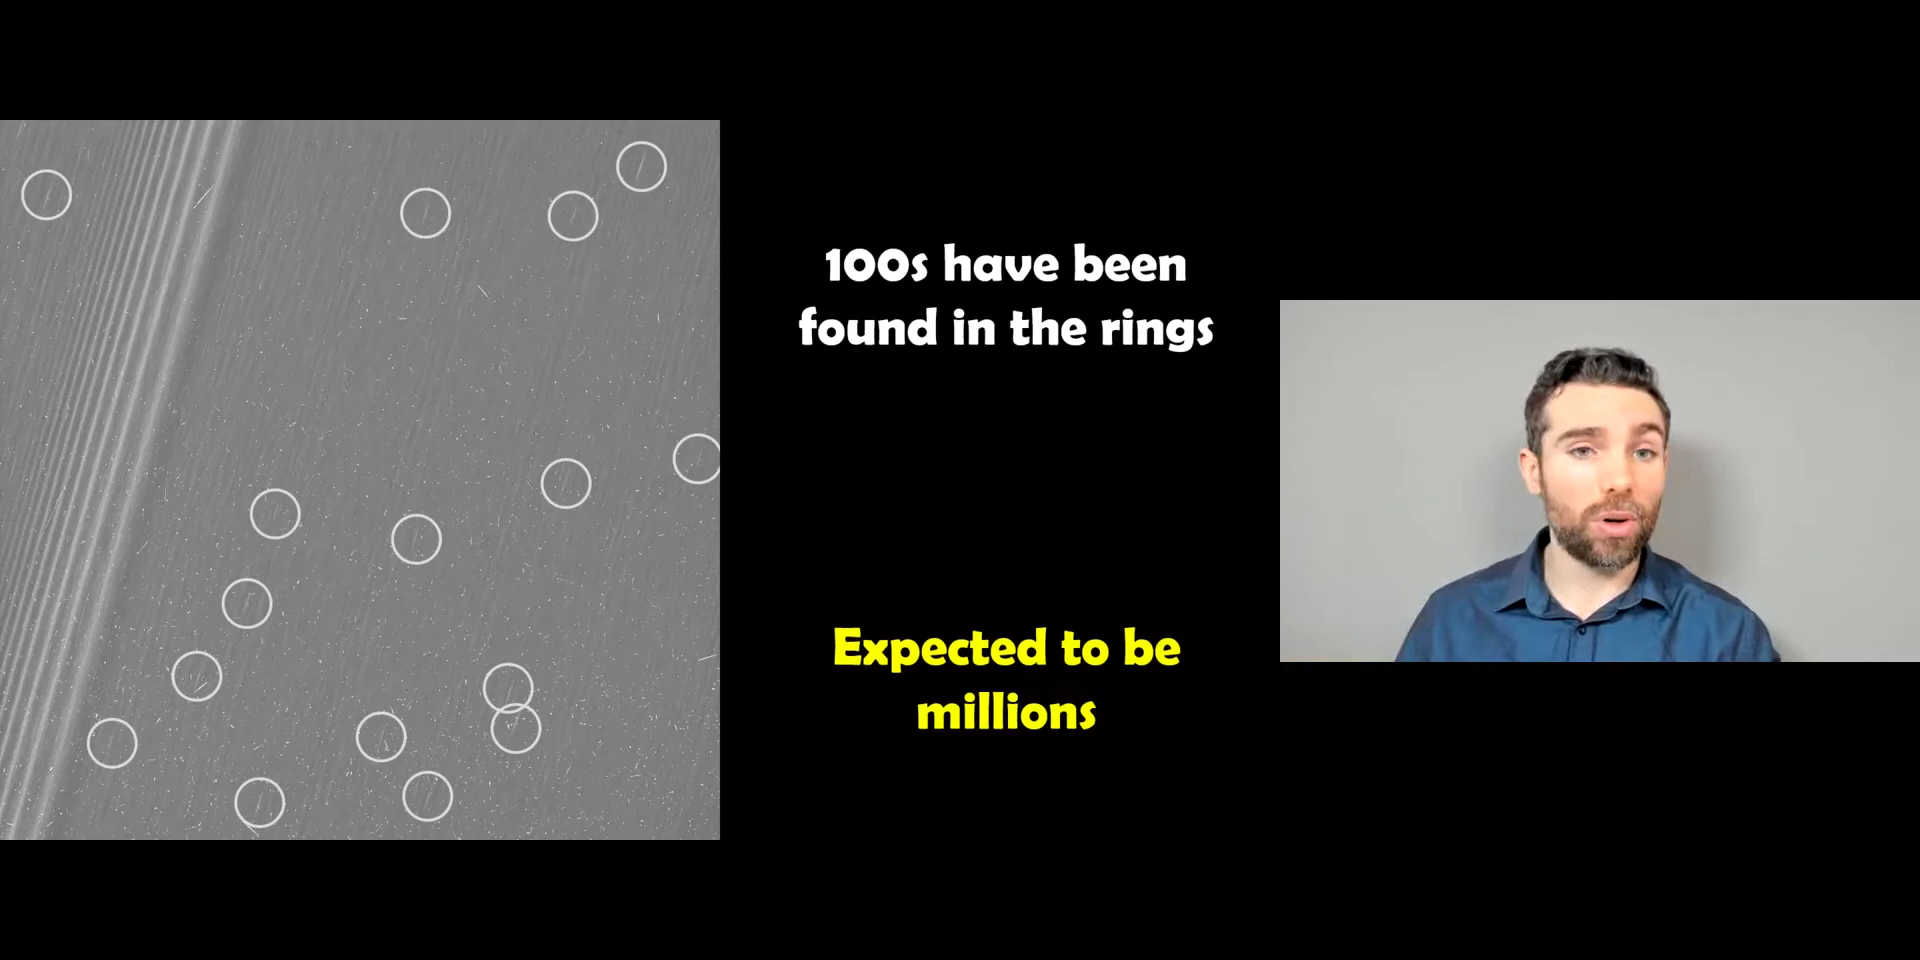 100s have been
found in the rings
Expected to be
millions